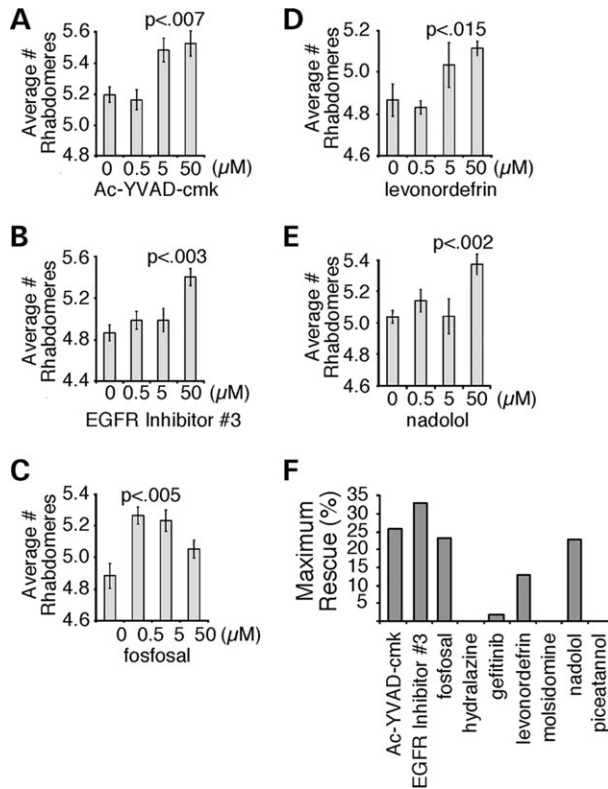 A
p<.007
Average #
Rhabdomeres
5.6
5.4
5.2
5.0
4.8
0 0.5 5 50 (µM)
Ac-YVAD-cmk
B
p<.003
Average #
Rhabdomeres
5.6
5.2
4.8
4.4
0 0.5 5 50 (µM)
EGFR Inhibitor #3
C
p<.005
Average #
Rhabdomeres
5.4
5.2
5.0
4.8
4.6
0 0.5 5 50 (µM)
fosfosal
D
p<.015
Average #
Rhabdomeres
5.2
5.0
4.8
4.6
0 0.5 5 50 (µM)
levonordefrin
E
p<.002
Average #
Rhabdomeres
5.4
5.2
5.0
4.8
4.6
0 0.5 5 50 (µM)
nadolol
F
Maximum
Rescue (%)
35
30
25
20
15
10
5
Ac-YVAD-cmk
EGFR Inhibitor #3
fosfosal
hydralazine
gefitinib
levonordefrin
molsidomine
nadolol
piceatannol